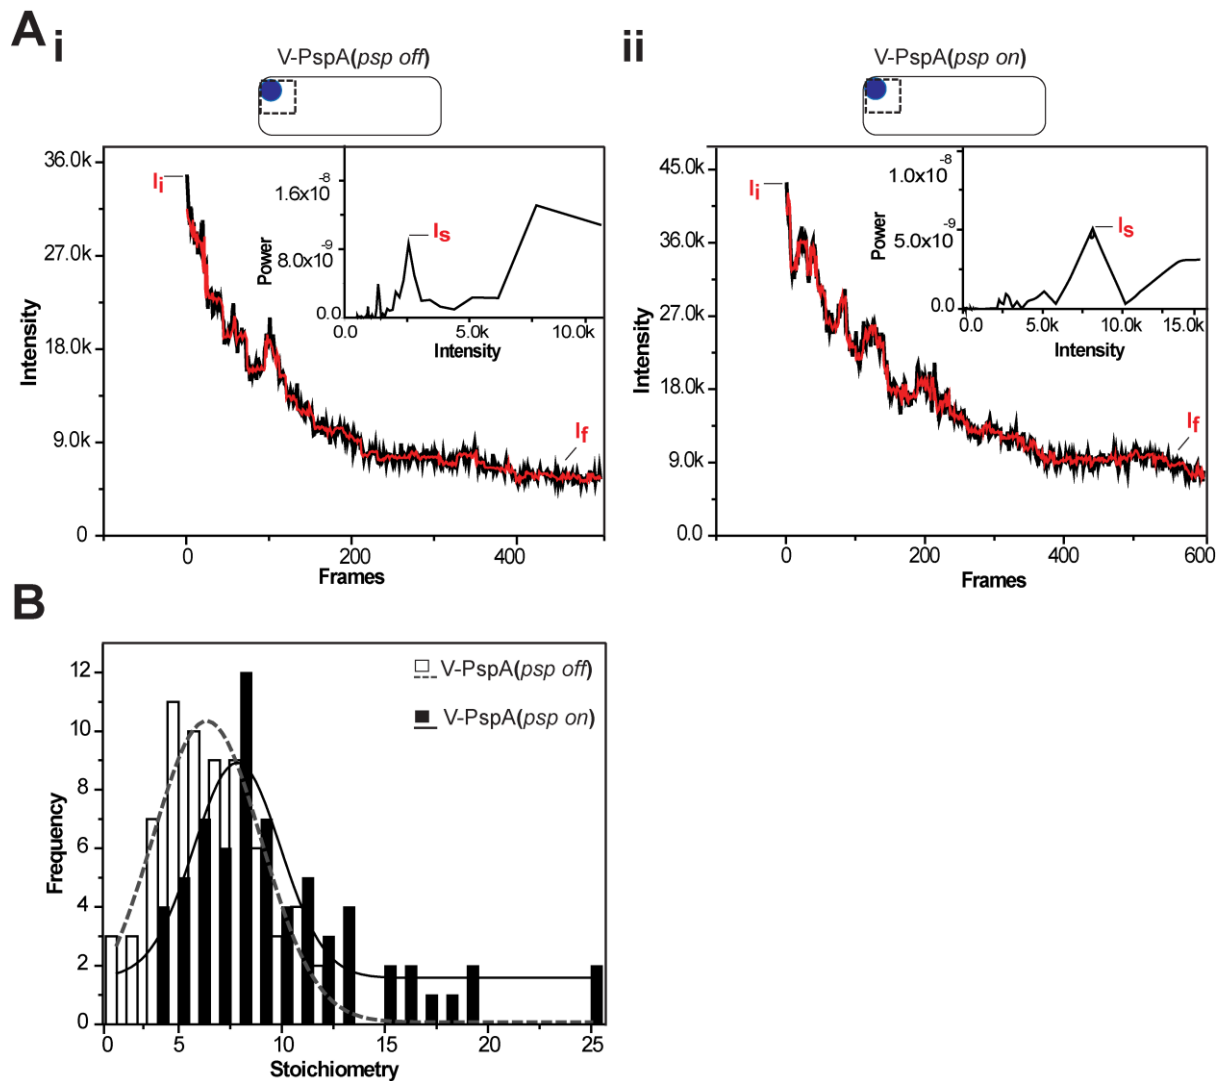 A
i
V-PspA(psp off)
36.0k
27.0k
18.0k
9.0k
0
Intensity
Ii
If
0
200
400
Frames
1.6x10-8
8.0x10-9
0.0
Power
Is
0.0
5.0k
10.0k
Intensity
ii
V-PspA(psp on)
45.0k
36.0k
27.0k
18.0k
9.0k
0.0
Intensity
Ii
If
0
200
400
600
Frames
1.0x10-8
5.0x10-9
0.0
Power
Is
0.0
5.0k
10.0k
15.0k
Intensity
B
12
10
8
6
4
2
0
Frequency
V-PspA(psp off)
V-PspA(psp on)
0
5
10
15
20
25
Stoichiometry